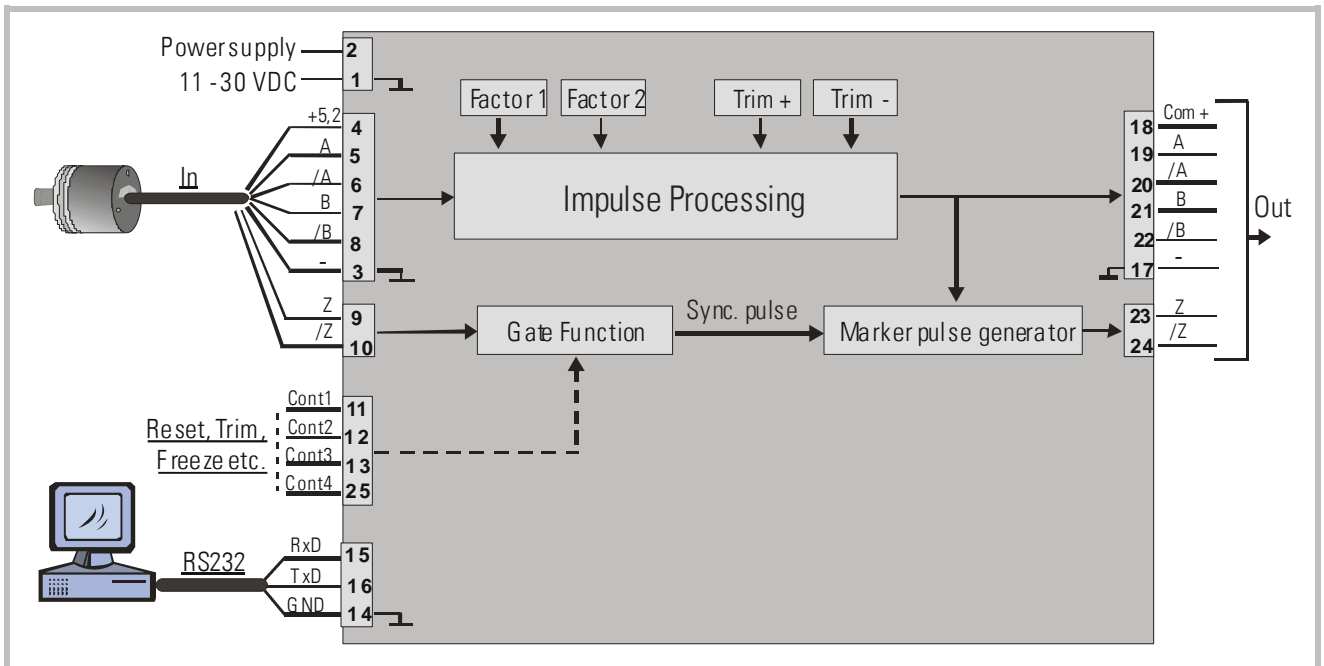 Power supply
2
11 - 30 VDC
1
Factor 1
Factor 2
Trim +
Trim -
+5,2
4
A
5
In
/A
6
B
7
/B
8
-
3
Impulse Processing
18
Com +
19
A
20
/A
21
B
22
/B
17
-
Out
Z
9
/Z
10
Gate Function
Sync. pulse
Marker pulse generator
23
Z
24
/Z
Cont1
11
Reset, Trim,
Cont2
12
Freeze etc.
Cont3
13
Cont4
25
RS232
RxD
15
TxD
16
GND
14